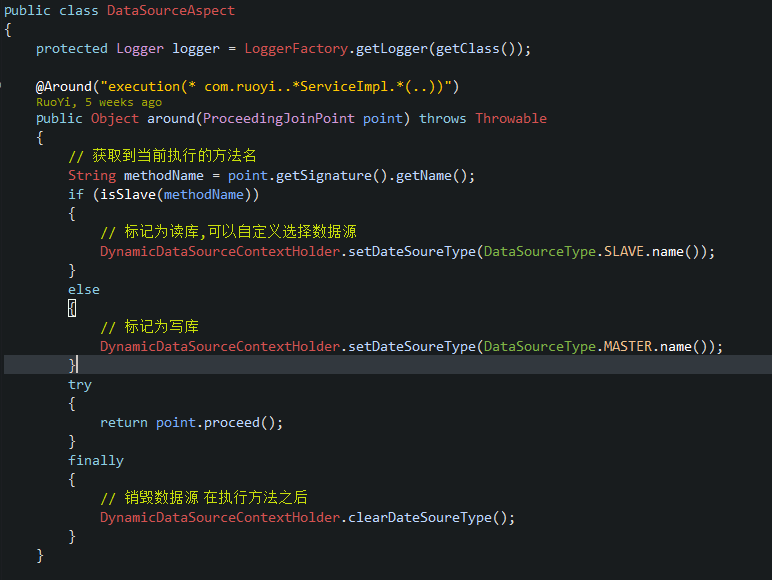 public class DataSourceAspect
{
    protected Logger logger = LoggerFactory.getLogger(getClass());
    @Around("execution(* com.ruoyi..*ServiceImpl.*(..))")
    RuoYi, 5 weeks ago
    public Object around(ProceedingJoinPoint point) throws Throwable
    {
        // 获取到当前执行的方法名
        String methodName = point.getSignature().getName();
        if (isSlave(methodName))
        {
            // 标记为读库,可以自定义选择数据源
            DynamicDataSourceContextHolder.setDateSoureType(DataSourceType.SLAVE.name());
        }
        else
        {
            // 标记为写库
            DynamicDataSourceContextHolder.setDateSoureType(DataSourceType.MASTER.name());
        }
        try
        {
            return point.proceed();
        }
        finally
        {
            // 销毁数据源 在执行方法之后
            DynamicDataSourceContextHolder.clearDateSoureType();
        }
    }